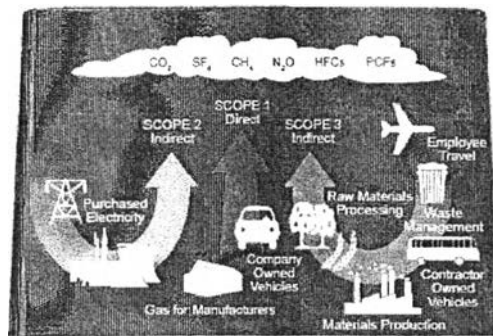 CO₂ SF₆ CH₄ N₂O HFCs PCFs
SCOPE 2
Indirect
SCOPE 1
Direct
SCOPE 3
Indirect
Employee
Travel
Purchased
Electricity
Raw Materials
Processing
Waste
Management
Company
Owned
Vehicles
Contractor
Owned
Vehicles
Gas for Manufacturers
Materials Production